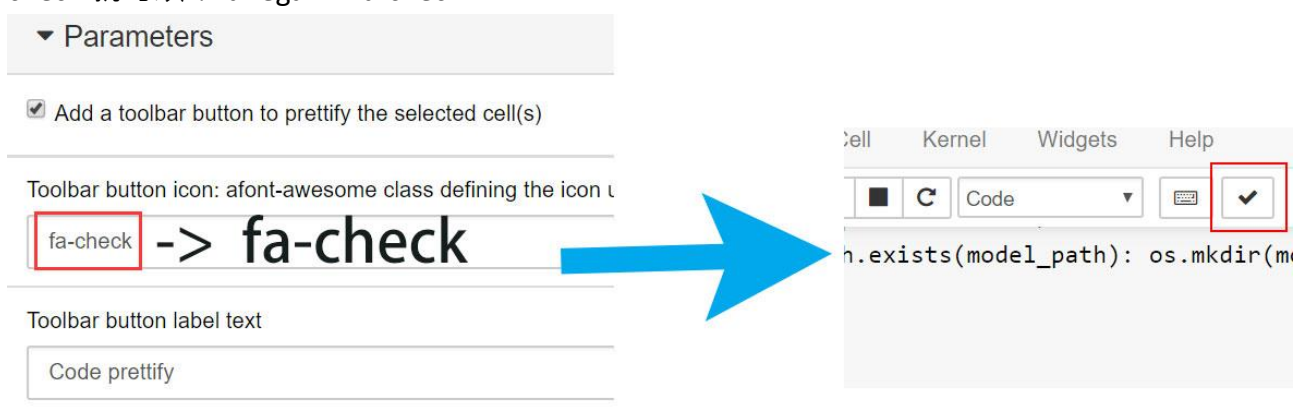 Parameters
Add a toolbar button to prettify the selected cell(s)
Toolbar button icon: afont-awesome class defining the icon u
fa-check -> fa-check
Toolbar button label text
Code prettify
Cell Kernel Widgets Help
Code
h.exists(model_path): os.mkdir(m